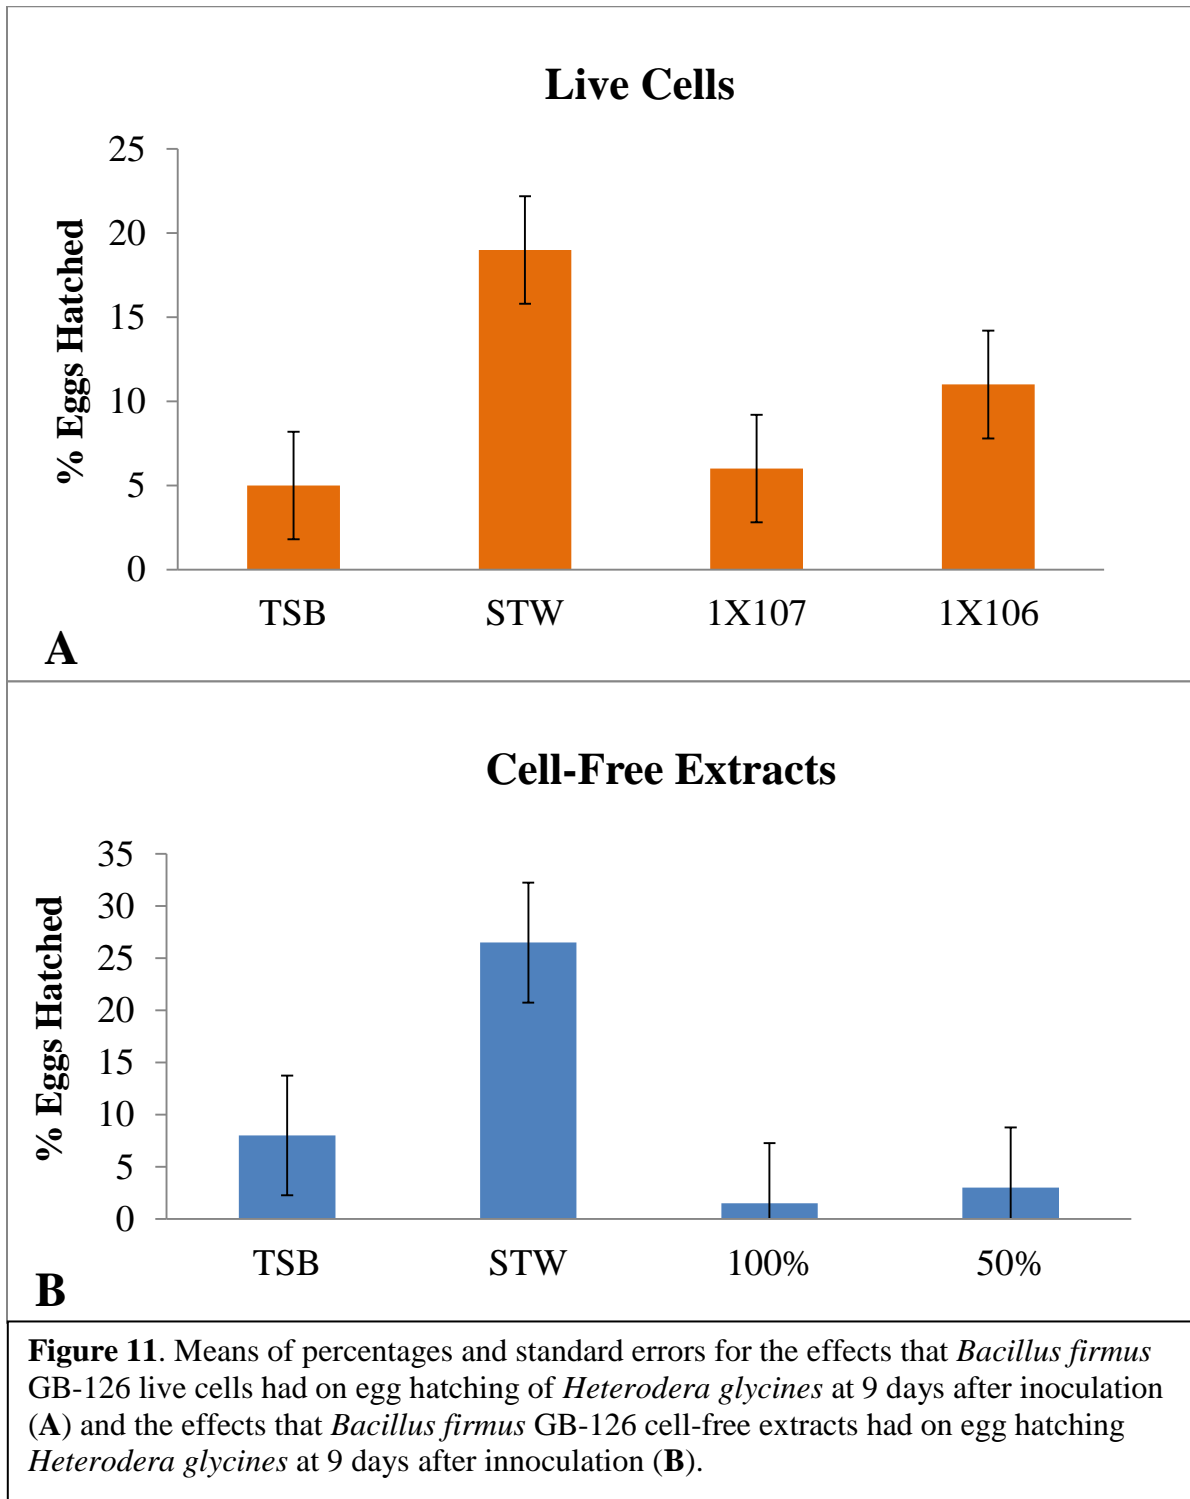 Live Cells
25
20
15
10
5
0
% Eggs Hatched
TSB STW 1X107 1X106
A
Cell-Free Extracts
35
30
25
20
15
10
5
0
% Eggs Hatched
TSB STW 100% 50%
B
Figure 11. Means of percentages and standard errors for the effects that Bacillus firmus
GB-126 live cells had on egg hatching of Heterodera glycines at 9 days after inoculation
(A) and the effects that Bacillus firmus GB-126 cell-free extracts had on egg hatching
Heterodera glycines at 9 days after innoculation (B).